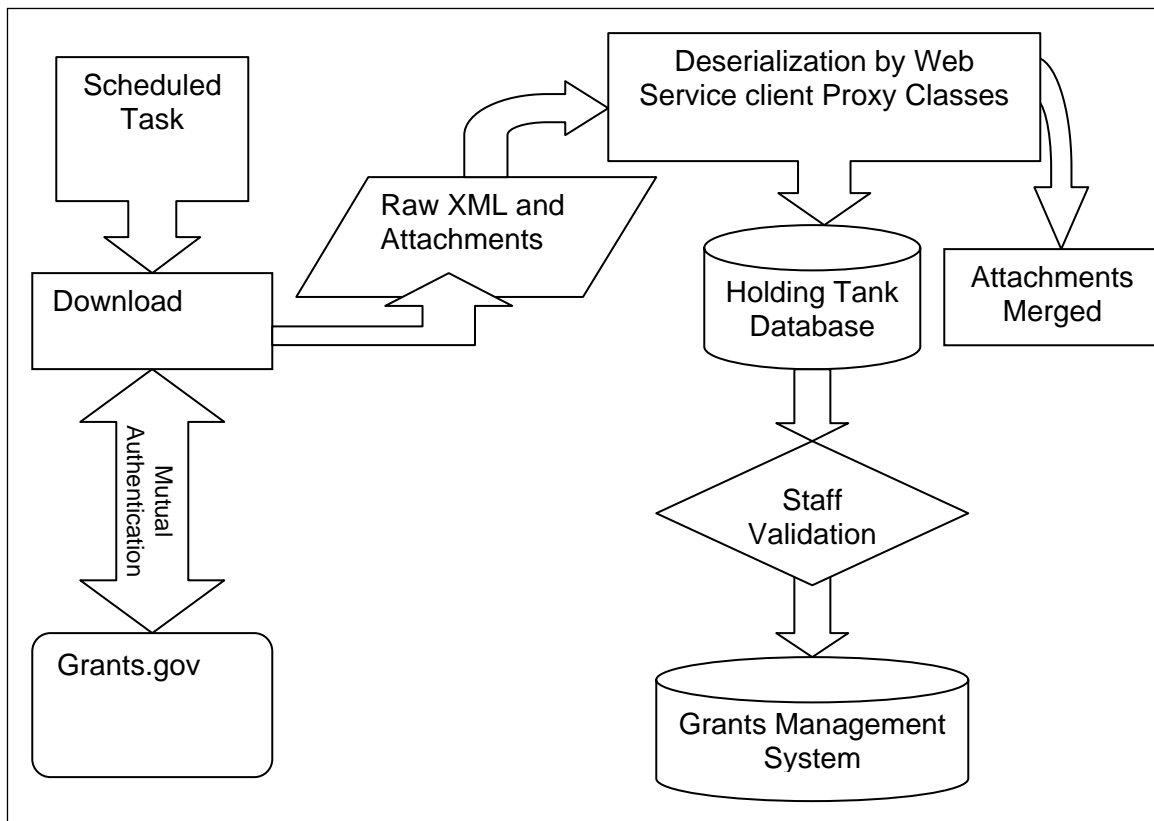 Scheduled
Task
Download
Mutual
Authentication
Grants.gov
Raw XML and
Attachments
Deserialization by Web
Service client Proxy Classes
Holding Tank
Database
Attachments
Merged
Staff
Validation
Grants Management
System